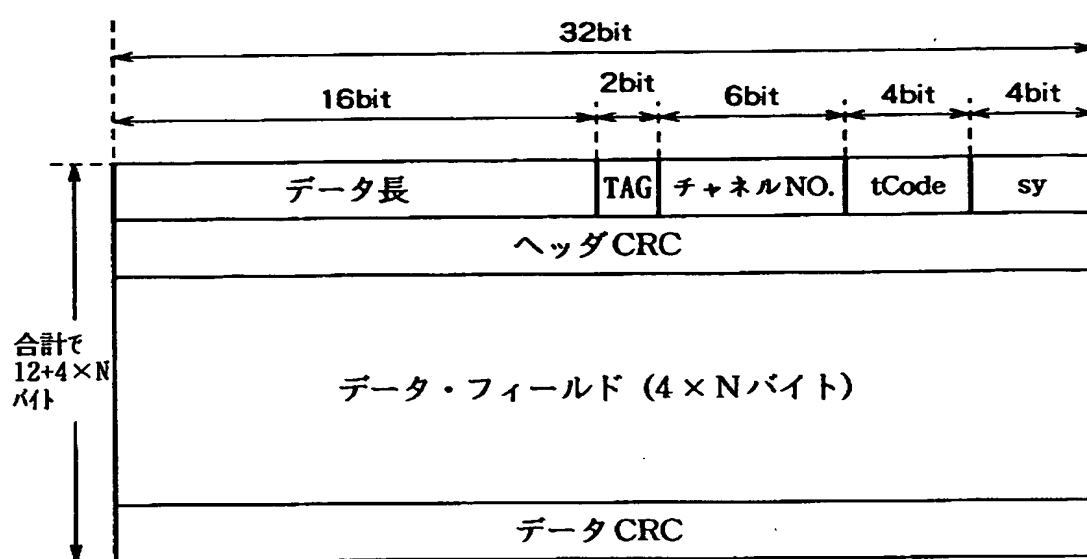 32bit
16bit
2bit
6bit
4bit
4bit
データ長
TAG
チャネルNO.
tCode
sy
ヘッダCRC
合計で
12+4×N
バイト
データ・フィールド (4×Nバイト)
データCRC